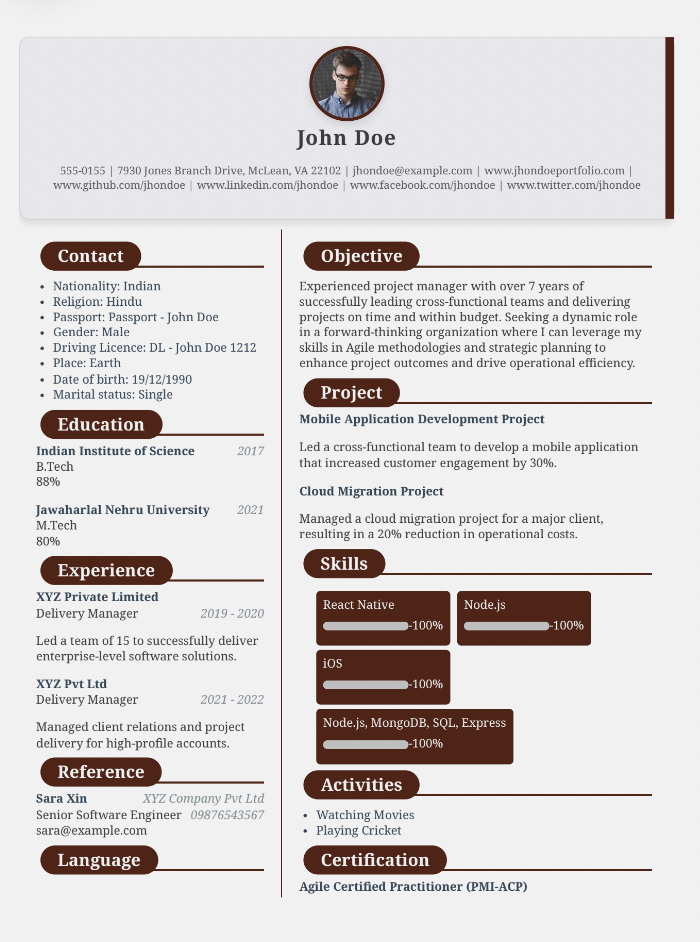 John Doe
555-0155 | 7930 Jones Branch Drive, McLean, VA 22102 | jhondoe@example.com | www.jhondoeportfolio.com |
www.github.com/jhondoe | www.linkedin.com/jhondoe | www.facebook.com/jhondoe | www.twitter.com/jhondoe
Contact
• Nationality: Indian
• Religion: Hindu
• Passport: Passport - John Doe
• Gender: Male
• Driving Licence: DL - John Doe 1212
• Place: Earth
• Date of birth: 19/12/1990
• Marital status: Single
Education
Indian Institute of Science 2017
B.Tech
88%
Jawaharlal Nehru University 2021
M.Tech
80%
Experience
XYZ Private Limited
Delivery Manager 2019 - 2020
Led a team of 15 to successfully deliver
enterprise-level software solutions.
XYZ Pvt Ltd
Delivery Manager 2021 - 2022
Managed client relations and project
delivery for high-profile accounts.
Reference
Sara Xin XYZ Company Pvt Ltd
Senior Software Engineer 09876543567
sara@example.com
Language
Objective
Experienced project manager with over 7 years of
successfully leading cross-functional teams and delivering
projects on time and within budget. Seeking a dynamic role
in a forward-thinking organization where I can leverage my
skills in Agile methodologies and strategic planning to
enhance project outcomes and drive operational efficiency.
Project
Mobile Application Development Project
Led a cross-functional team to develop a mobile application
that increased customer engagement by 30%.
Cloud Migration Project
Managed a cloud migration project for a major client,
resulting in a 20% reduction in operational costs.
Skills
React Native
-100%
Node.js
-100%
iOS
-100%
Node.js, MongoDB, SQL, Express
-100%
Activities
• Watching Movies
• Playing Cricket
Certification
Agile Certified Practitioner (PMI-ACP)